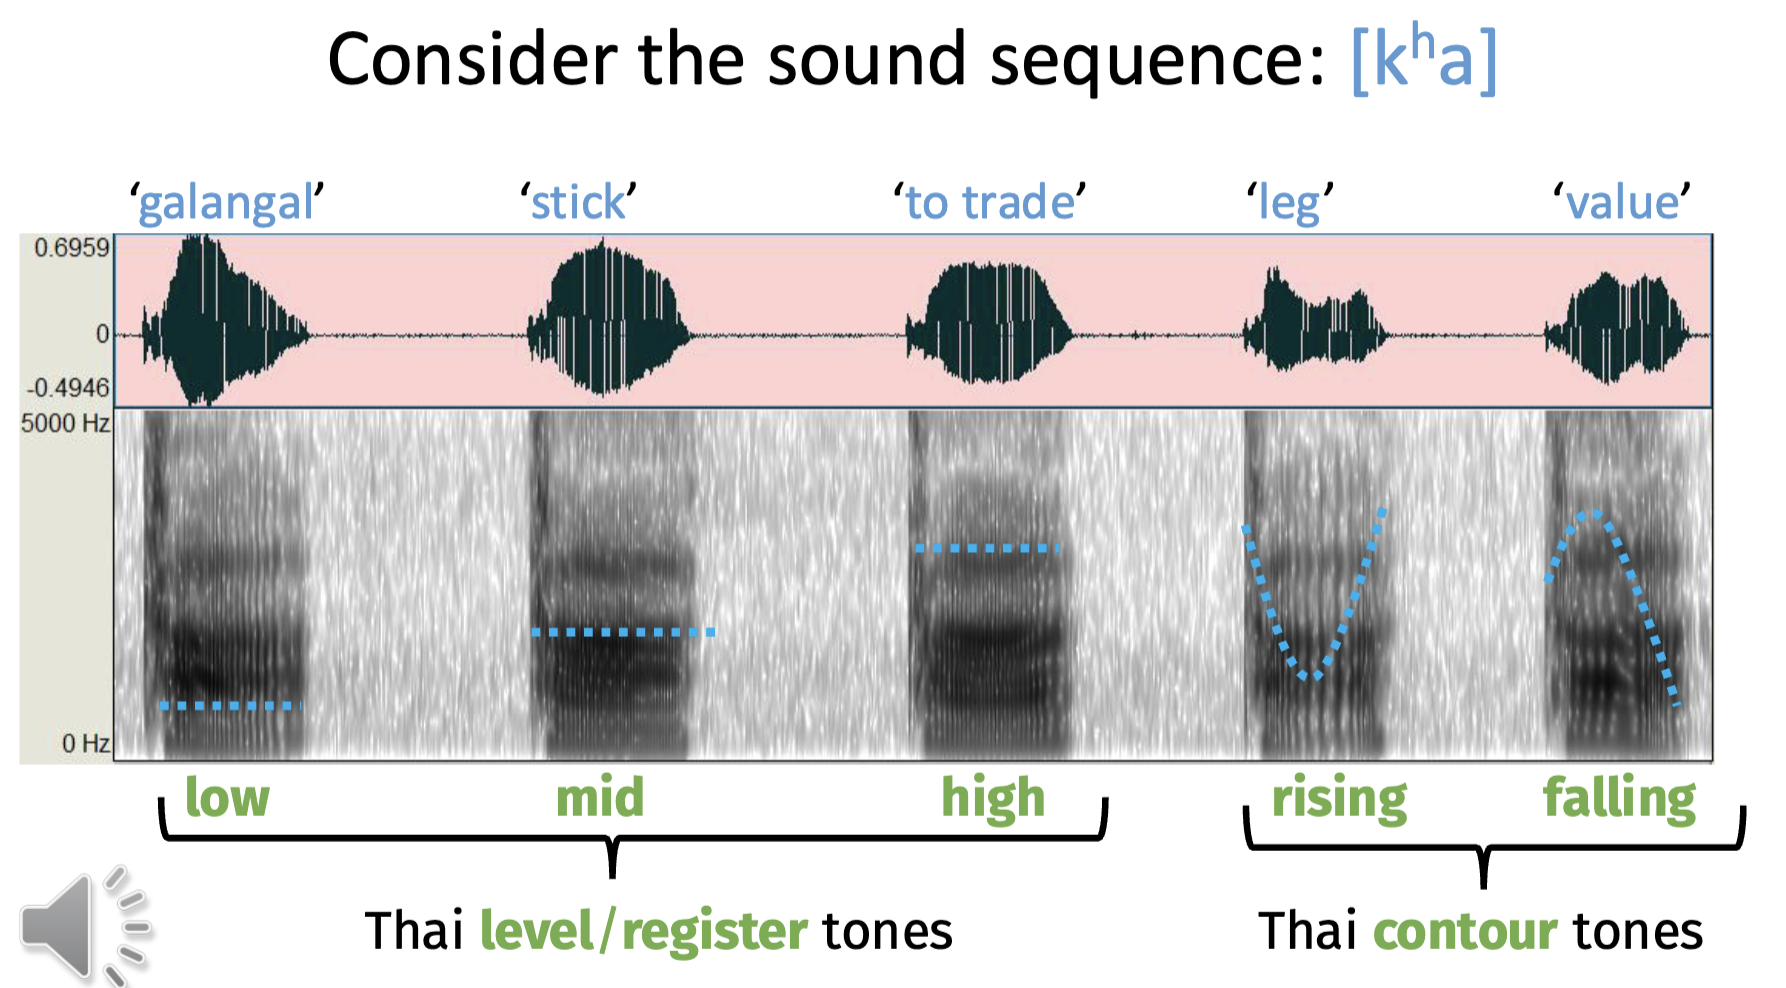 Consider the sound sequence: [kʰa]
‘galangal’ ‘stick’ ‘to trade’ ‘leg’ ‘value’
0.6959
0
-0.4946
5000 Hz
0 Hz
low mid high rising falling
Thai level/register tones Thai contour tones